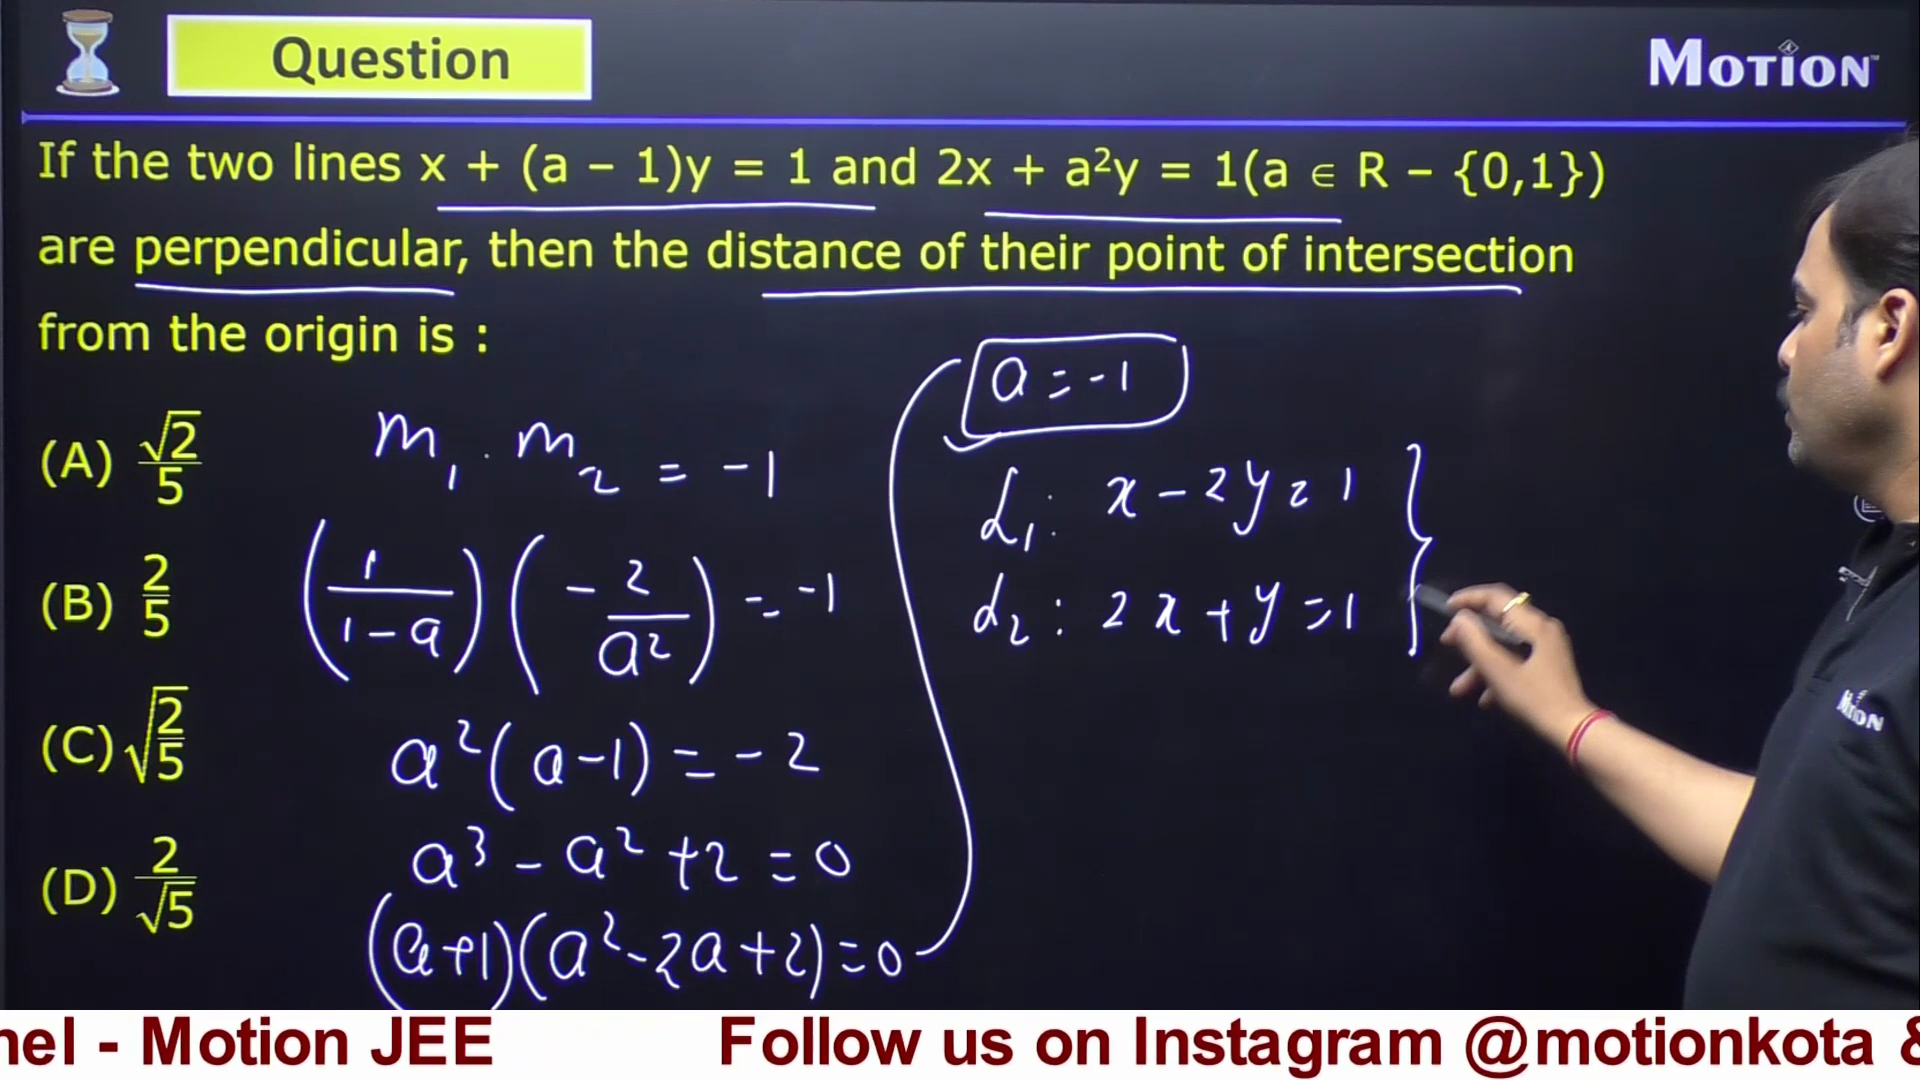 Question
MOTION
If the two lines x + (a – 1)y = 1 and 2x + a²y = 1(a ∈ R – {0,1})
are perpendicular, then the distance of their point of intersection
from the origin is :
(A) √2/5
(B) 2/5
(C) √(2/5)
(D) 2/√5
m₁ . m₂ = -1
(1/(1-a)) (-2/a²) = -1
a²(a-1) = -2
a³ - a² + 2 = 0
(a+1)(a²-2a+2)=0
a = -1
L₁: x - 2y = 1
L₂: 2x + y = 1
MOTION
nel - Motion JEE Follow us on Instagram @motionkota &